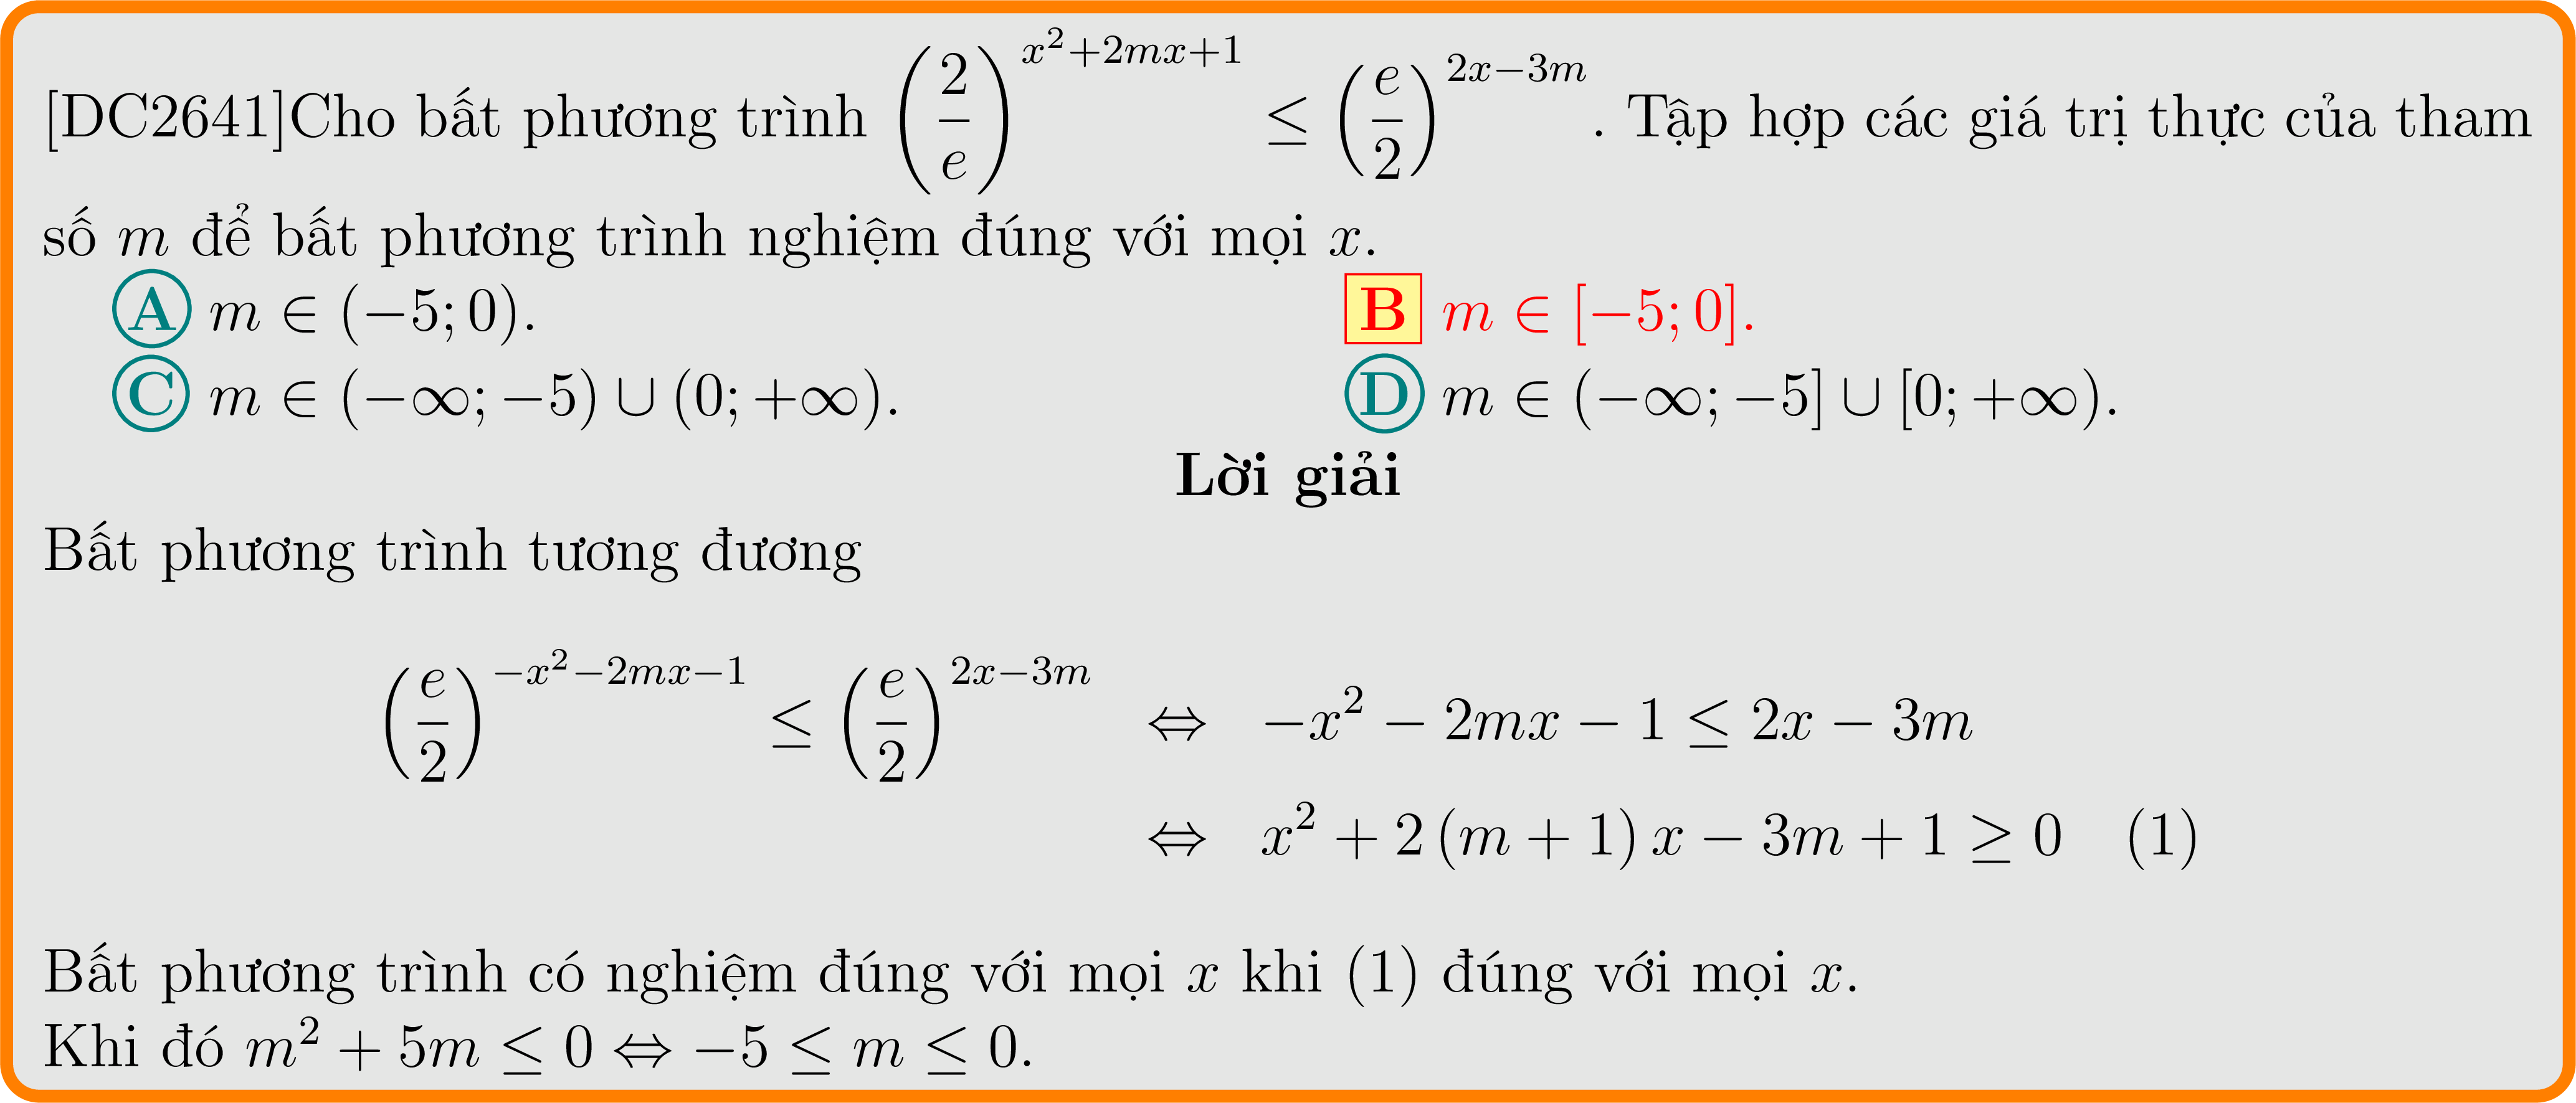 [DC2641]Cho bất phương trình $\left(\dfrac{2}{e}\right)^{x^2+2mx+1} \leq \left(\dfrac{e}{2}\right)^{2x-3m}$. Tập hợp các giá trị thực của tham
số $m$ để bất phương trình nghiệm đúng với mọi $x$.
A $m \in (-5; 0)$. B $m \in [-5; 0]$.
C $m \in (-\infty; -5) \cup (0; +\infty)$. D $m \in (-\infty; -5] \cup [0; +\infty)$.
Lời giải
Bất phương trình tương đương
$\left(\dfrac{e}{2}\right)^{-x^2-2mx-1} \leq \left(\dfrac{e}{2}\right)^{2x-3m} \Leftrightarrow -x^2 - 2mx - 1 \leq 2x - 3m$
$\Leftrightarrow x^2 + 2(m+1)x - 3m + 1 \geq 0 \quad (1)$
Bất phương trình có nghiệm đúng với mọi $x$ khi (1) đúng với mọi $x$.
Khi đó $m^2 + 5m \leq 0 \Leftrightarrow -5 \leq m \leq 0$.